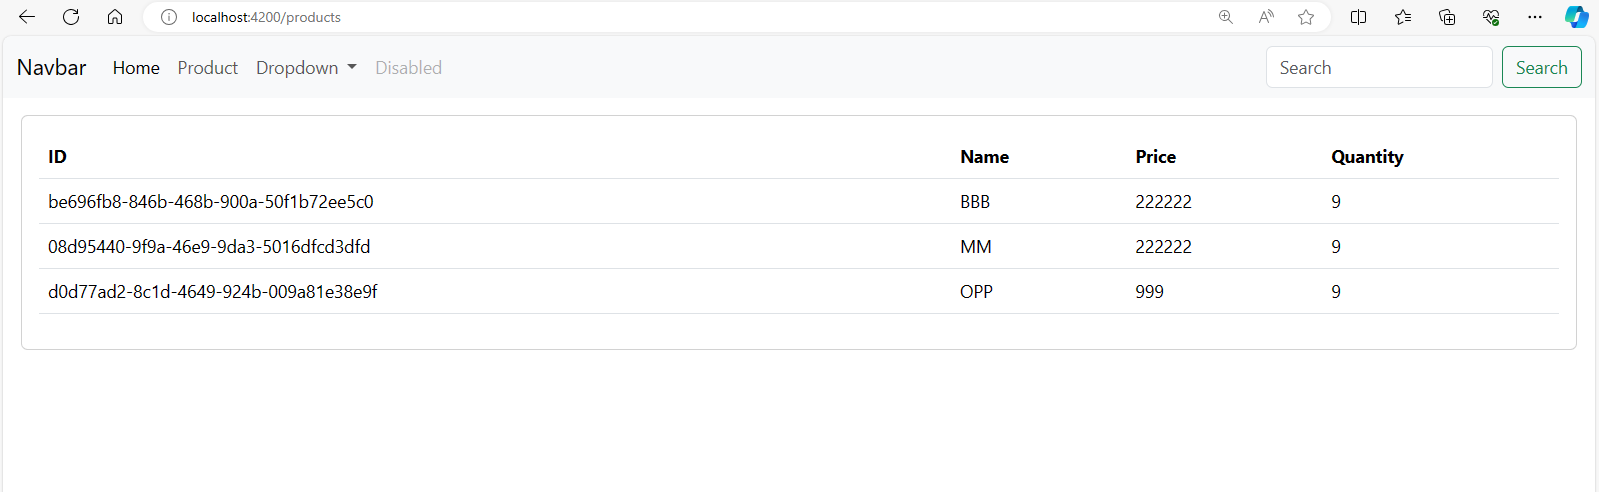 localhost:4200/products
Navbar Home Product Dropdown Disabled Search Search
ID Name Price Quantity
be696fb8-846b-468b-900a-50f1b72ee5c0 BBB 222222 9
08d95440-9f9a-46e9-9da3-5016dfcd3dfd MM 222222 9
d0d77ad2-8c1d-4649-924b-009a81e38e9f OPP 999 9